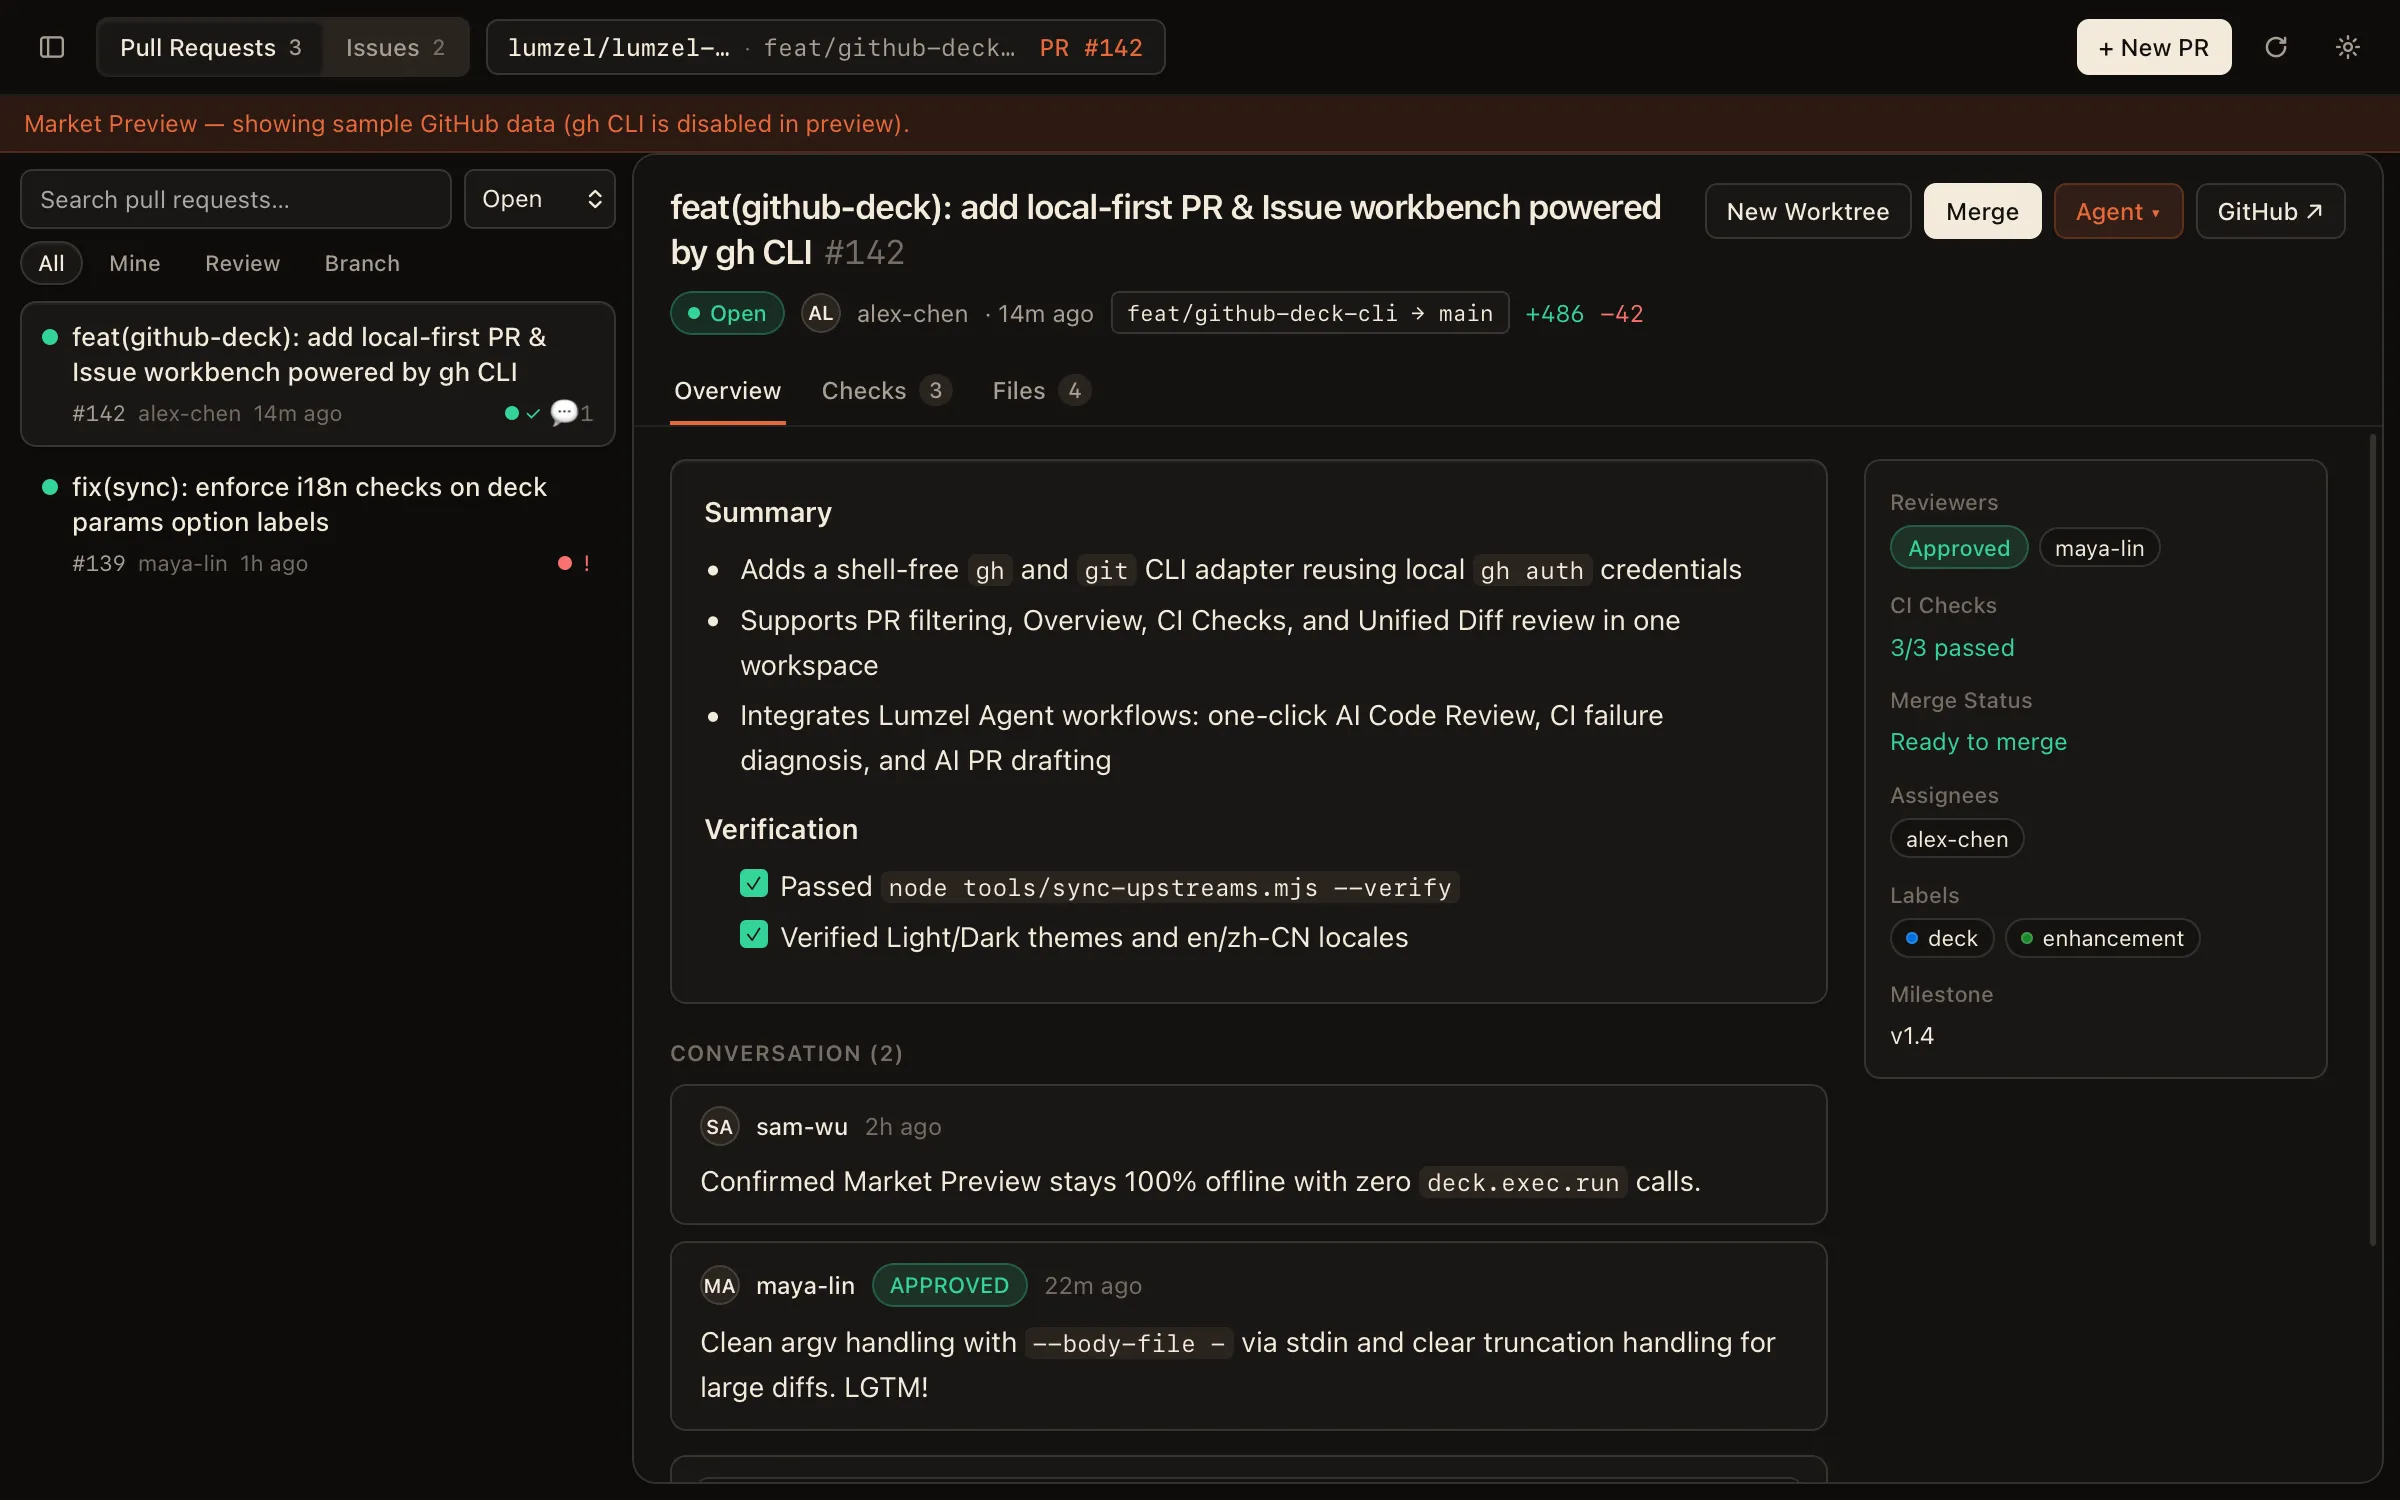 Pull Requests 3 Issues 2 lumzel/lumzel-… · feat/github-deck… PR #142 + New PR
Market Preview — showing sample GitHub data (gh CLI is disabled in preview).
Search pull requests... Open
All Mine Review Branch
feat(github-deck): add local-first PR &
Issue workbench powered by gh CLI
#142 alex-chen 14m ago 1
fix(sync): enforce i18n checks on deck
params option labels
#139 maya-lin 1h ago !
feat(github-deck): add local-first PR & Issue workbench powered
by gh CLI #142
New Worktree Merge Agent ▾ GitHub ↗
Open AL alex-chen · 14m ago feat/github-deck-cli → main +486 −42
Overview Checks 3 Files 4
Summary
• Adds a shell-free gh and git CLI adapter reusing local gh auth credentials
• Supports PR filtering, Overview, CI Checks, and Unified Diff review in one
workspace
• Integrates Lumzel Agent workflows: one-click AI Code Review, CI failure
diagnosis, and AI PR drafting
Verification
Passed node tools/sync-upstreams.mjs --verify
Verified Light/Dark themes and en/zh-CN locales
CONVERSATION (2)
SA sam-wu 2h ago
Confirmed Market Preview stays 100% offline with zero deck.exec.run calls.
MA maya-lin APPROVED 22m ago
Clean argv handling with --body-file - via stdin and clear truncation handling for
large diffs. LGTM!
Reviewers
Approved maya-lin
CI Checks
3/3 passed
Merge Status
Ready to merge
Assignees
alex-chen
Labels
deck enhancement
Milestone
v1.4